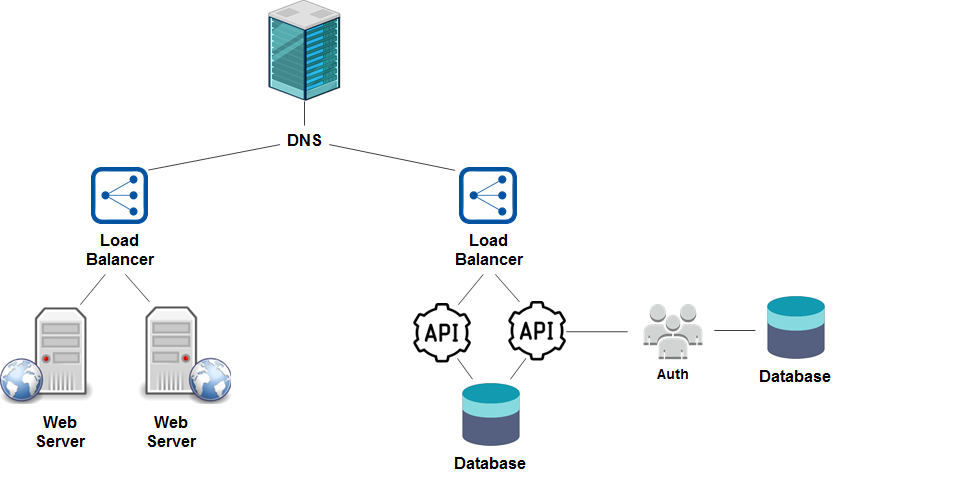 DNS
Load
Balancer
Load
Balancer
API
API
Auth
Database
Web
Server
Web
Server
Database